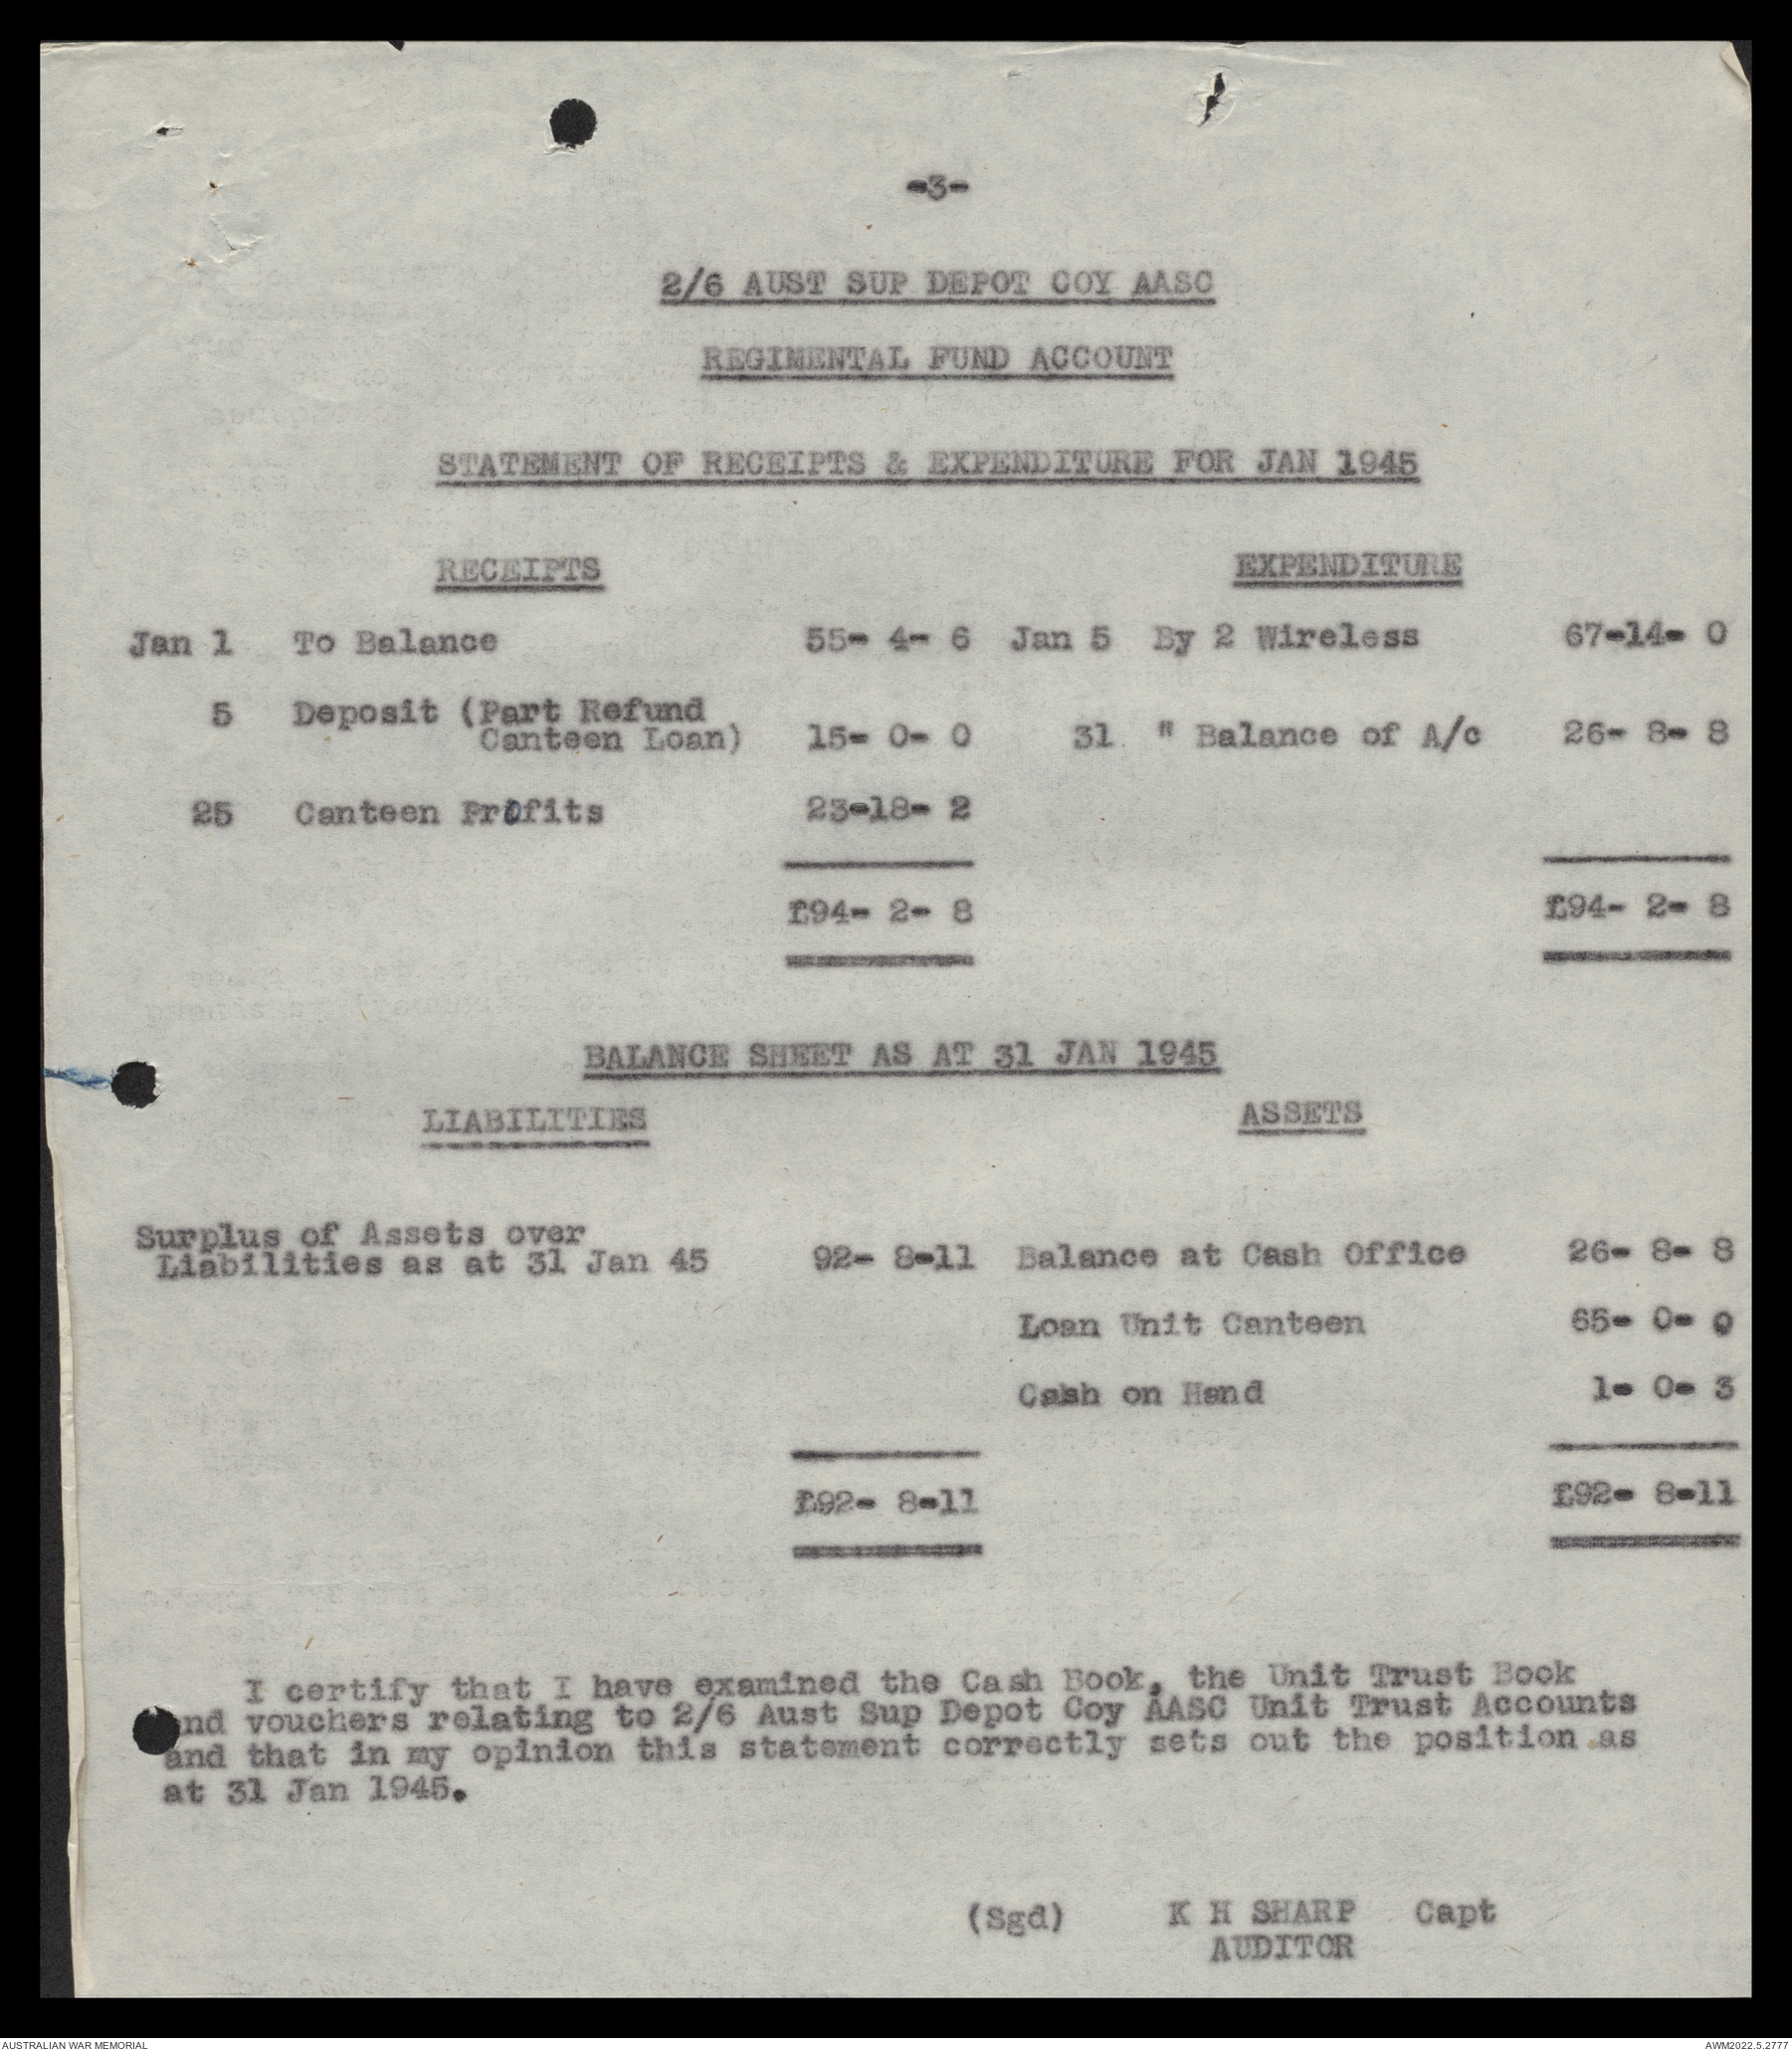 -3-
2/6 AUST SUP DEPOT COY AASC
REGIMENTAL FUND ACCOUNT
STATEMENT OF RECEIPTS & EXPENDITURE FOR JAN 1945
RECEIPTS EXPENDITURE
Jan 1 To Balance 55- 4- 6 Jan 5 By 2 Wireless 67-14- 0
5 Deposit (Part Refund
Canteen Loan) 15- 0- 0 31 " Balance of A/c 26- 8- 8
25 Canteen Profits 23-18- 2
£94- 2- 8 £94- 2- 8
BALANCE SHEET AS AT 31 JAN 1945
LIABILITIES ASSETS
Surplus of Assets over
Liabilities as at 31 Jan 45 92- 8-11 Balance at Cash Office 26- 8- 8
Loan Unit Canteen 65- 0- 0
Cash on Hand 1- 0- 3
£92- 8-11 £92- 8-11
I certify that I have examined the Cash Book, the Unit Trust Book
and vouchers relating to 2/6 Aust Sup Depot Coy AASC Unit Trust Accounts
and that in my opinion this statement correctly sets out the position as
at 31 Jan 1945.
(Sgd) K H SHARP Capt
AUDITOR
AUSTRALIAN WAR MEMORIAL AWM2022.5.2777